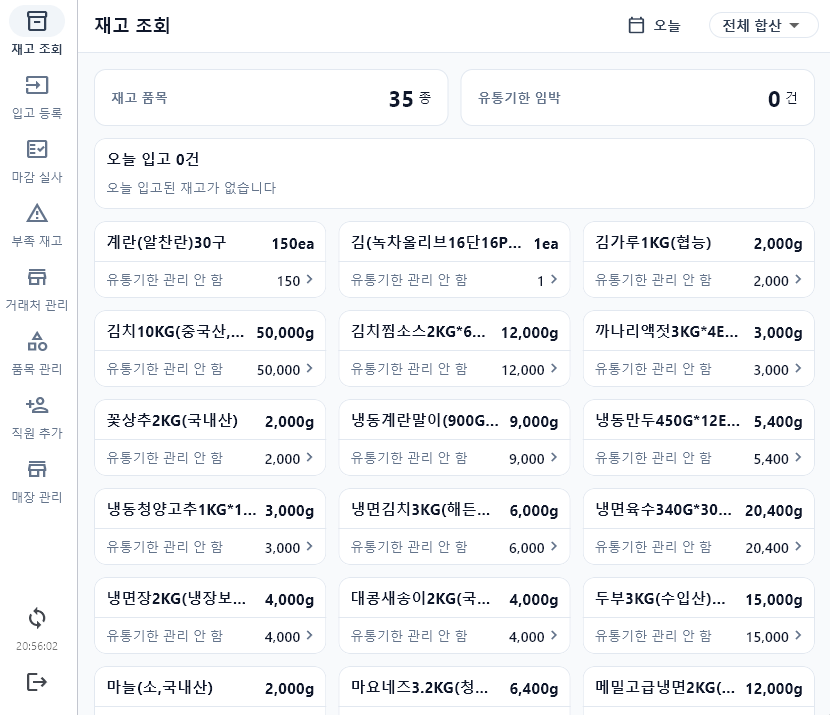 재고 조회
입고 등록
마감 실사
부족 재고
거래처 관리
품목 관리
직원 추가
매장 관리
20:56:02
재고 조회
오늘
전체 합산
재고 품목
35 종
유통기한 임박
0 건
오늘 입고 0건
오늘 입고된 재고가 없습니다
계란(알찬란)30구 150ea
유통기한 관리 안 함 150
김(녹차올리브16단16P... 1ea
유통기한 관리 안 함 1
김가루1KG(협능) 2,000g
유통기한 관리 안 함 2,000
김치10KG(중국산,... 50,000g
유통기한 관리 안 함 50,000
김치찜소스2KG*6... 12,000g
유통기한 관리 안 함 12,000
까나리액젓3KG*4E... 3,000g
유통기한 관리 안 함 3,000
꽃상추2KG(국내산) 2,000g
유통기한 관리 안 함 2,000
냉동계란말이(900G... 9,000g
유통기한 관리 안 함 9,000
냉동만두450G*12E... 5,400g
유통기한 관리 안 함 5,400
냉동청양고추1KG*1... 3,000g
유통기한 관리 안 함 3,000
냉면김치3KG(해든... 6,000g
유통기한 관리 안 함 6,000
냉면육수340G*30... 20,400g
유통기한 관리 안 함 20,400
냉면장2KG(냉장보... 4,000g
유통기한 관리 안 함 4,000
대콩새송이2KG(국... 4,000g
유통기한 관리 안 함 4,000
두부3KG(수입산)... 15,000g
유통기한 관리 안 함 15,000
마늘(소,국내산) 2,000g
마요네즈3.2KG(청... 6,400g
메밀고급냉면2KG(... 12,000g